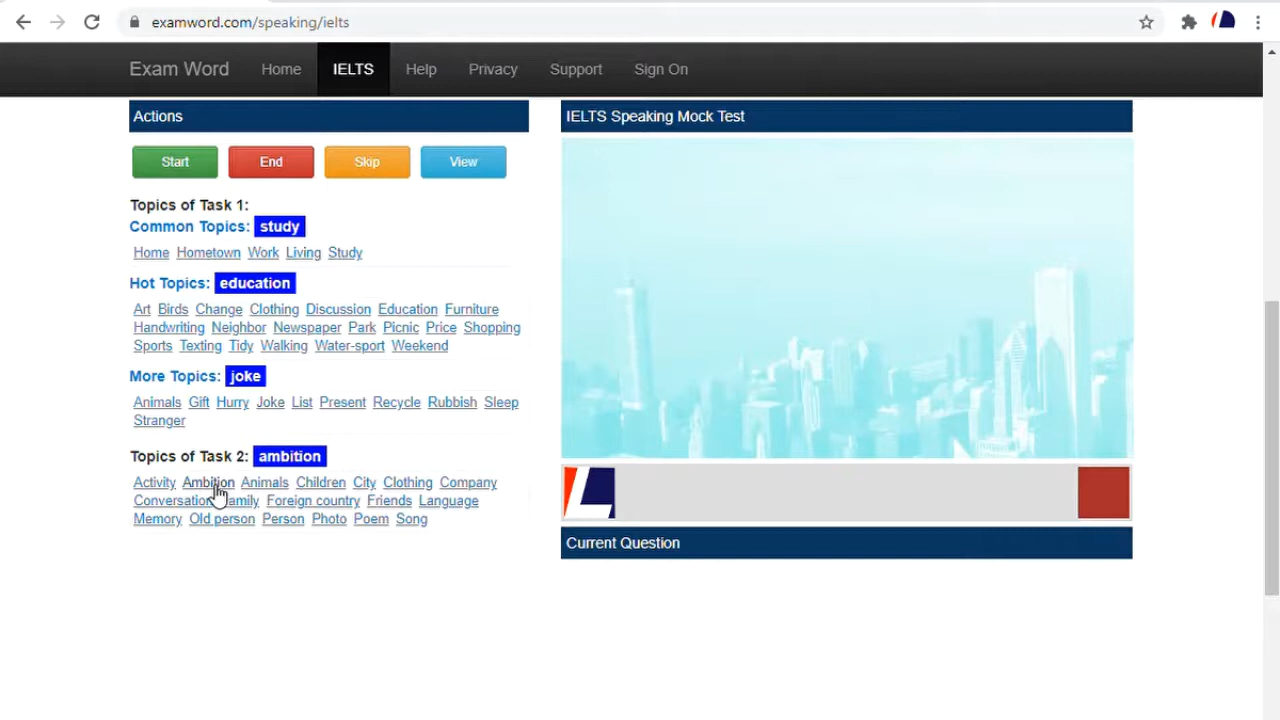 examword.com/speaking/ielts
Exam Word Home IELTS Help Privacy Support Sign On
Actions
Start End Skip View
Topics of Task 1:
Common Topics: study
Home Hometown Work Living Study
Hot Topics: education
Art Birds Change Clothing Discussion Education Furniture
Handwriting Neighbor Newspaper Park Picnic Price Shopping
Sports Texting Tidy Walking Water-sport Weekend
More Topics: joke
Animals Gift Hurry Joke List Present Recycle Rubbish Sleep
Stranger
Topics of Task 2: ambition
Activity Ambition Animals Children City Clothing Company
Conversation Family Foreign country Friends Language
Memory Old person Person Photo Poem Song
IELTS Speaking Mock Test
Current Question